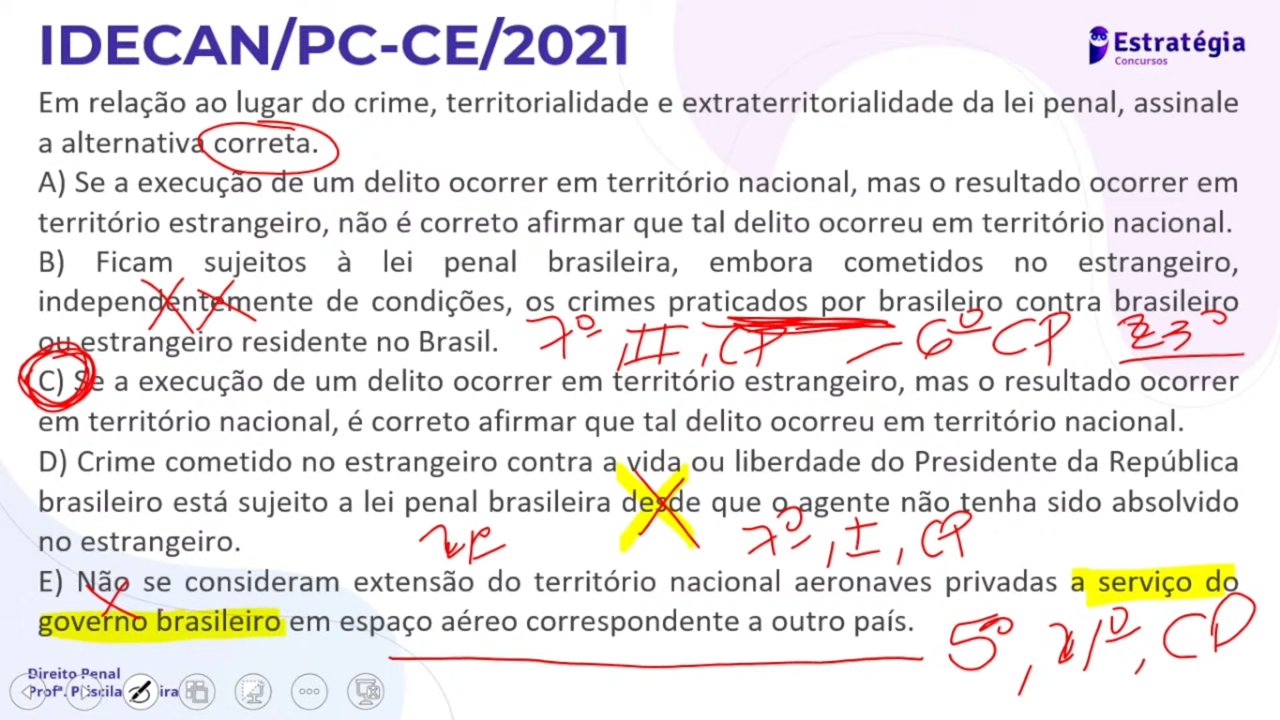 IDECAN/PC-CE/2021
Estratégia
Concursos
Em relação ao lugar do crime, territorialidade e extraterritorialidade da lei penal, assinale
a alternativa correta.
A) Se a execução de um delito ocorrer em território nacional, mas o resultado ocorrer em
território estrangeiro, não é correto afirmar que tal delito ocorreu em território nacional.
B) Ficam sujeitos à lei penal brasileira, embora cometidos no estrangeiro,
independentemente de condições, os crimes praticados por brasileiro contra brasileiro
ou estrangeiro residente no Brasil.
7º, II, CP – 6º CP
C) Se a execução de um delito ocorrer em território estrangeiro, mas o resultado ocorrer
em território nacional, é correto afirmar que tal delito ocorreu em território nacional.
D) Crime cometido no estrangeiro contra a vida ou liberdade do Presidente da República
brasileiro está sujeito a lei penal brasileira desde que o agente não tenha sido absolvido
no estrangeiro.
7º, I, CP
E) Não se consideram extensão do território nacional aeronaves privadas a serviço do
governo brasileiro em espaço aéreo correspondente a outro país.
5º, CP
Direito Penal
Profª.